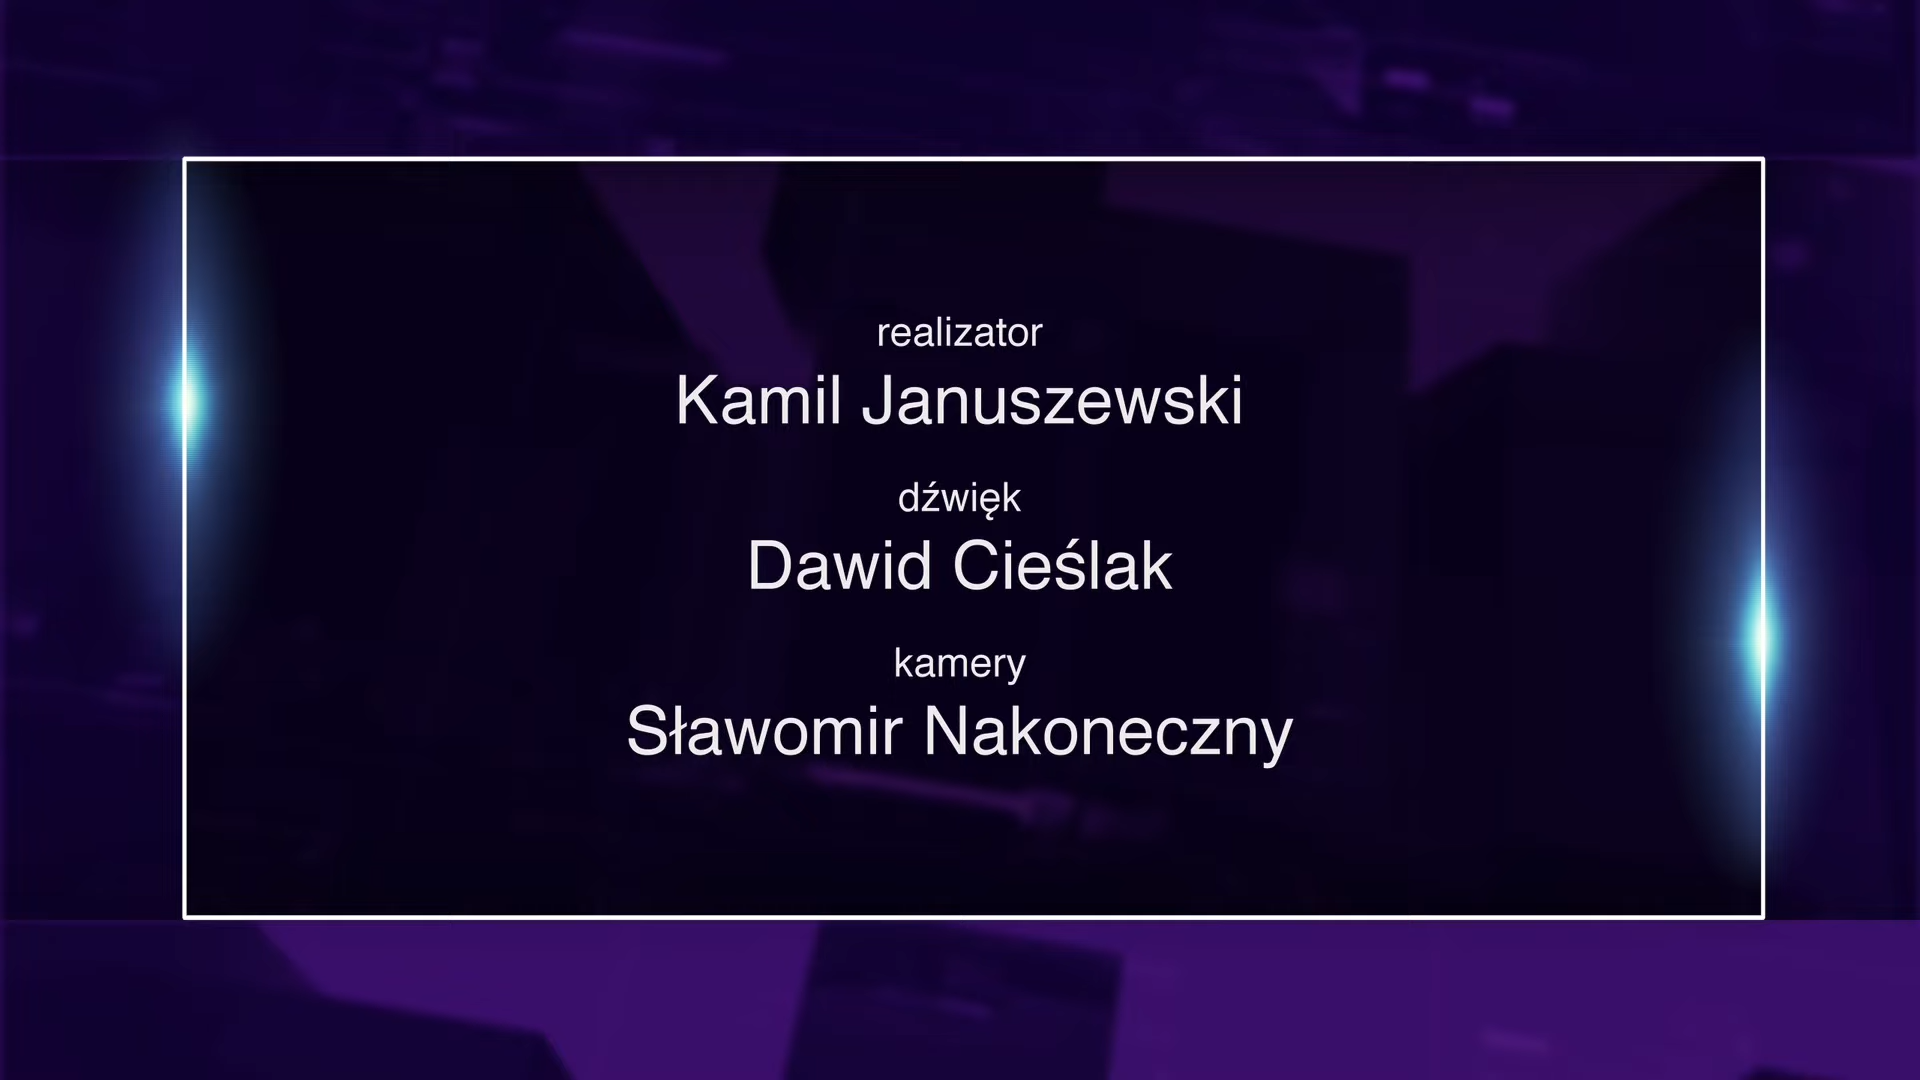 realizator
Kamil Januszewski
dźwięk
Dawid Cieślak
kamery
Sławomir Nakoneczny